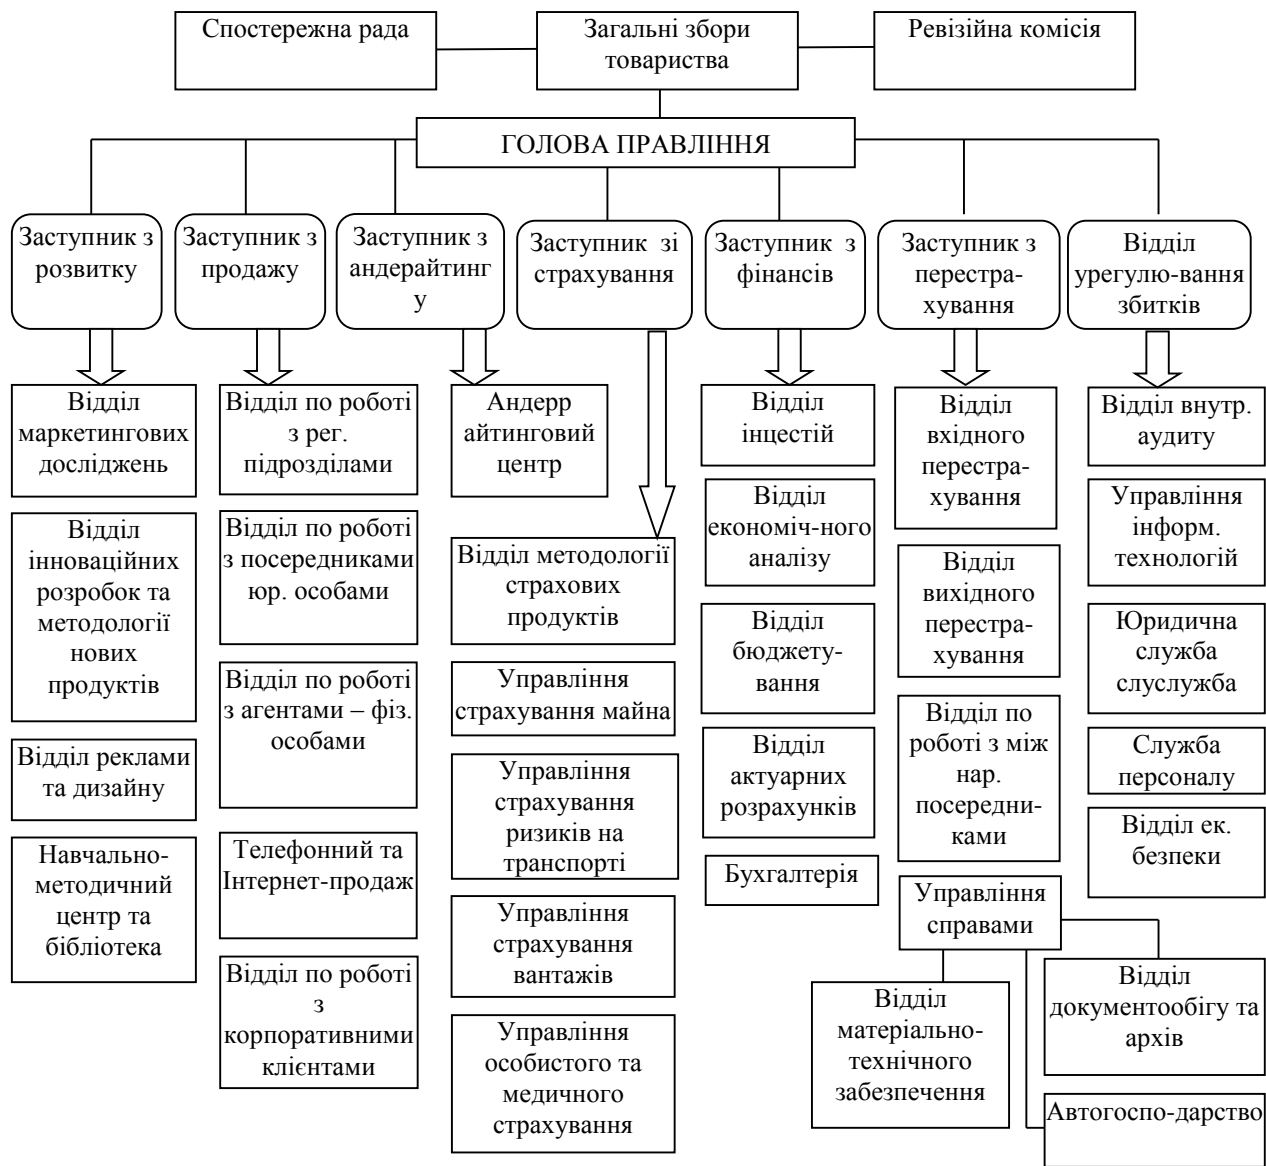 Спостережна рада
Загальні збори
товариства
Ревізійна комісія
ГОЛОВА ПРАВЛІННЯ
Заступник з
розвитку
Заступник з
продажу
Заступник з
андерайтинг
у
Заступник зі
страхування
Заступник з
фінансів
Заступник з
перестра-
хування
Відділ
урегулю-вання
збитків
Відділ
маркетингових
досліджень
Відділ
інноваційних
розробок та
методології
нових
продуктів
Відділ реклами
та дизайну
Навчально-
методичний
центр та
бібліотека
Відділ по роботі
з рег.
підрозділами
Відділ по роботі
з посередниками
юр. особами
Відділ по роботі
з агентами – фіз.
особами
Телефонний та
Інтернет-продаж
Відділ по роботі
з
корпоративними
клієнтами
Андерр
айтинговий
центр
Відділ методології
страхових
продуктів
Управління
страхування майна
Управління
страхування
ризиків на
транспорті
Управління
страхування
вантажів
Управління
особистого та
медичного
страхування
Відділ
інцестій
Відділ
економіч-ного
аналізу
Відділ
бюджету-
вання
Відділ
актуарних
розрахунків
Бухгалтерія
Відділ
вхідного
перестра-
хування
Відділ
вихідного
перестра-
хування
Відділ по
роботі з між
нар.
посередни-
ками
Управління
справами
Відділ
матеріально-
технічного
забезпечення
Відділ внутр.
аудиту
Управління
інформ.
технологій
Юридична
служба
слуслужба
Служба
персоналу
Відділ ек.
безпеки
Відділ
документообігу та
архів
Автогоспо-дарство